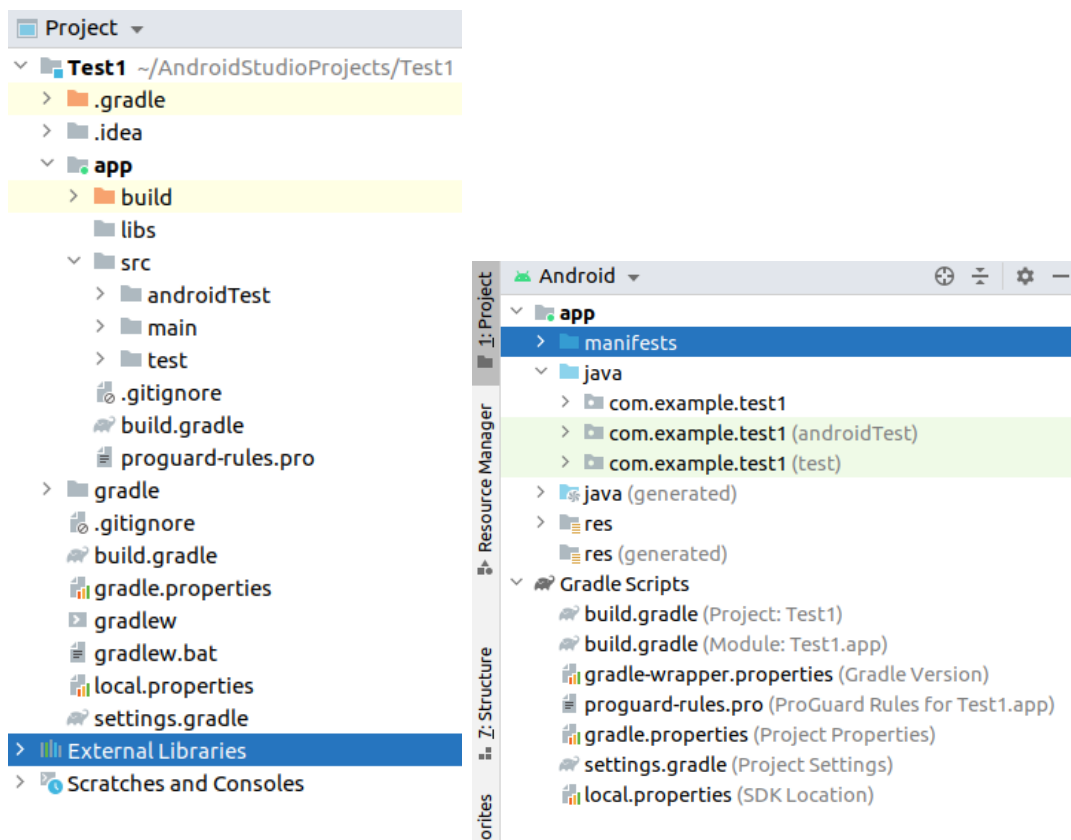 Project
Test1 ~/AndroidStudioProjects/Test1
.gradle
.idea
app
build
libs
src
androidTest
main
test
.gitignore
build.gradle
proguard-rules.pro
gradle
.gitignore
build.gradle
gradle.properties
gradlew
gradlew.bat
local.properties
settings.gradle
External Libraries
Scratches and Consoles
1: Project
Resource Manager
7: Structure
orites
Android
app
manifests
java
com.example.test1
com.example.test1 (androidTest)
com.example.test1 (test)
java (generated)
res
res (generated)
Gradle Scripts
build.gradle (Project: Test1)
build.gradle (Module: Test1.app)
gradle-wrapper.properties (Gradle Version)
proguard-rules.pro (ProGuard Rules for Test1.app)
gradle.properties (Project Properties)
settings.gradle (Project Settings)
local.properties (SDK Location)